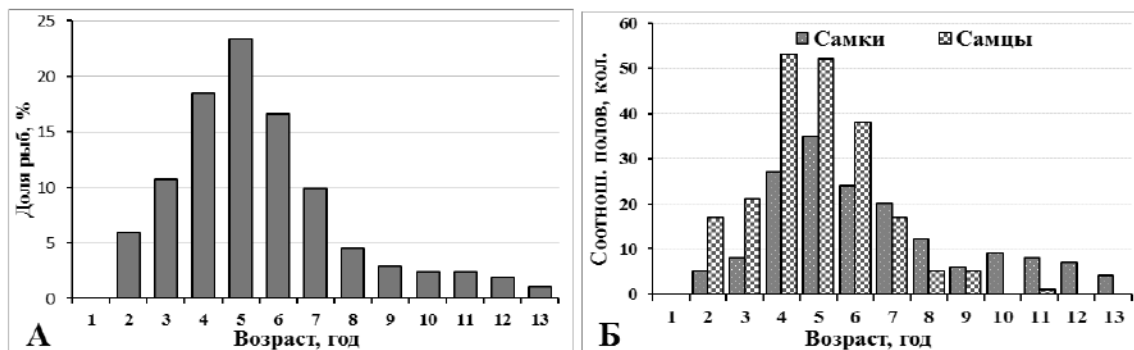 25
20
15
10
5
0
Доля рыб, %
1 2 3 4 5 6 7 8 9 10 11 12 13
А
Возраст, год
Самки Самцы
60
50
40
30
20
10
0
Соотнош. полов, кол.
1 2 3 4 5 6 7 8 9 10 11 12 13
Б
Возраст, год